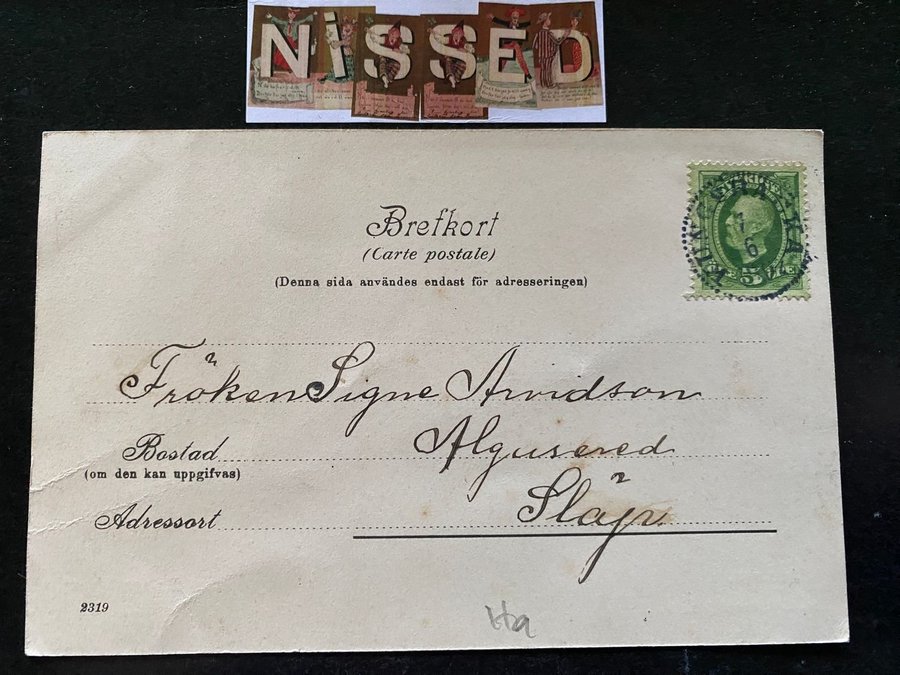 NISSED
Brefkort
(Carte postale)
(Denna sida användes endast för adresseringen)
Fröken Signe Arvidson
Bostad Algusered
(om den kan uppgifvas)
Adressort Släp
2319